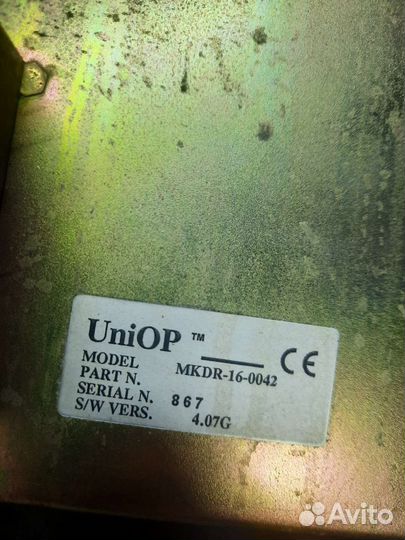 UniOP ™ CE
MODEL MKDR-16-0042
PART N.
SERIAL N. 867
S/W VERS. 4.07G
Avito